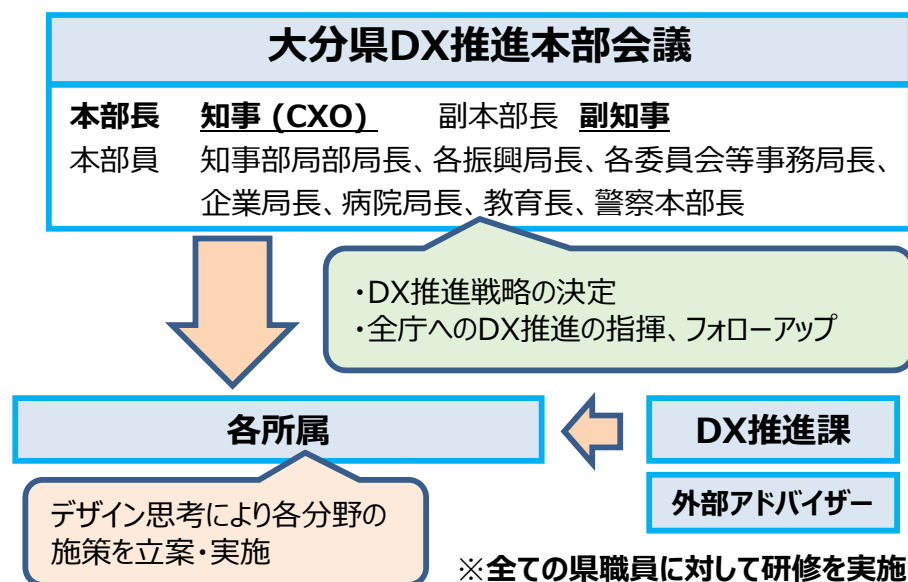 大分県DX推進本部会議
本部長 知事 (CXO) 副本部長 副知事
本部員 知事部局部局長、各振興局長、各委員会等事務局長、
企業局長、病院局長、教育長、警察本部長
・DX推進戦略の決定
・全庁へのDX推進の指揮、フォローアップ
各所属
DX推進課
外部アドバイザー
デザイン思考により各分野の
施策を立案・実施
※全ての県職員に対して研修を実施